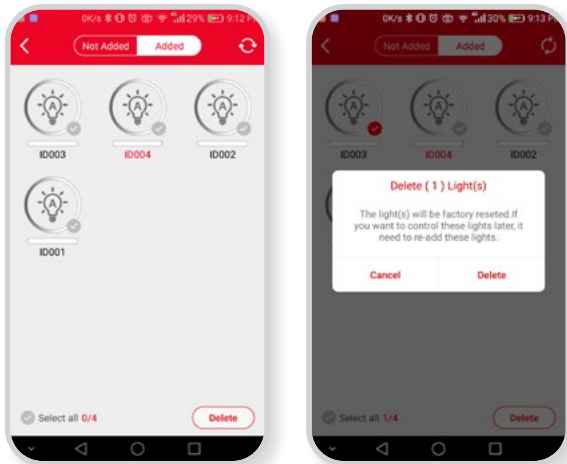 0K/s 29% 9:12 P
Not Added Added
A A A
ID003 ID004 ID002
A
ID001
Select all 0/4 Delete
0K/s 30% 9:13 P
Not Added Added
A A A
ID003 ID004 ID002
Delete ( 1 ) Light(s)
The light(s) will be factory reseted.If
you want to control these lights later, it
need to re-add these lights.
Cancel Delete
Select all 1/4 Delete